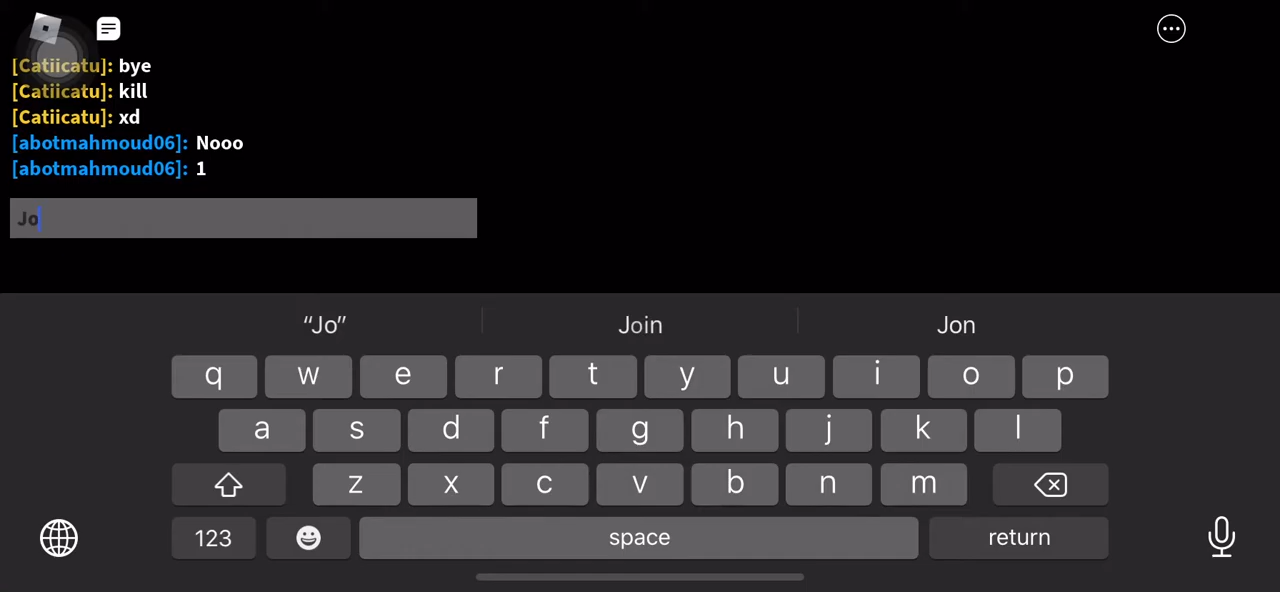 [Catiicatu]: bye
[Catiicatu]: kill
[Catiicatu]: xd
[abotmahmoud06]: Nooo
[abotmahmoud06]: 1
Jo
“Jo” Join Jon
q w e r t y u i o p
a s d f g h j k l
z x c v b n m
123 space return